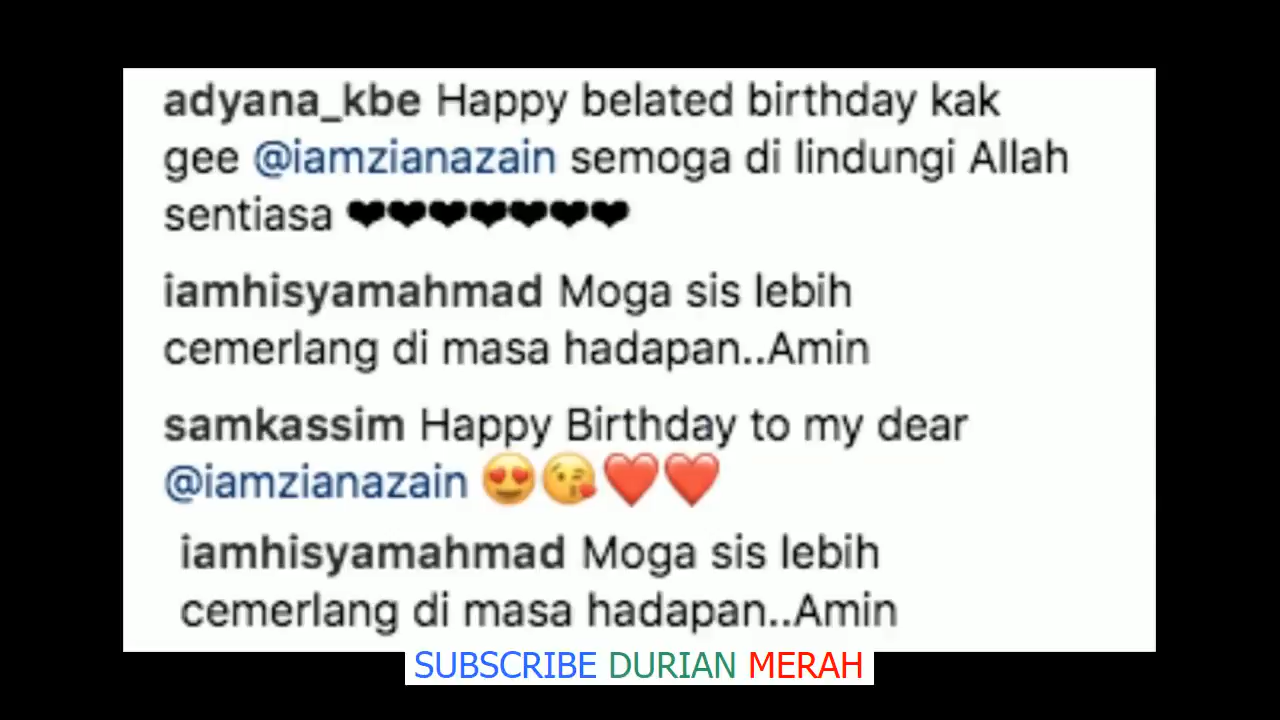 adyana_kbe Happy belated birthday kak
gee @iamzianazain semoga di lindungi Allah
sentiasa ❤❤❤❤❤❤❤
iamhisyamahmad Moga sis lebih
cemerlang di masa hadapan..Amin
samkassim Happy Birthday to my dear
@iamzianazain 😍😘❤️❤️
iamhisyamahmad Moga sis lebih
cemerlang di masa hadapan..Amin
SUBSCRIBE DURIAN MERAH